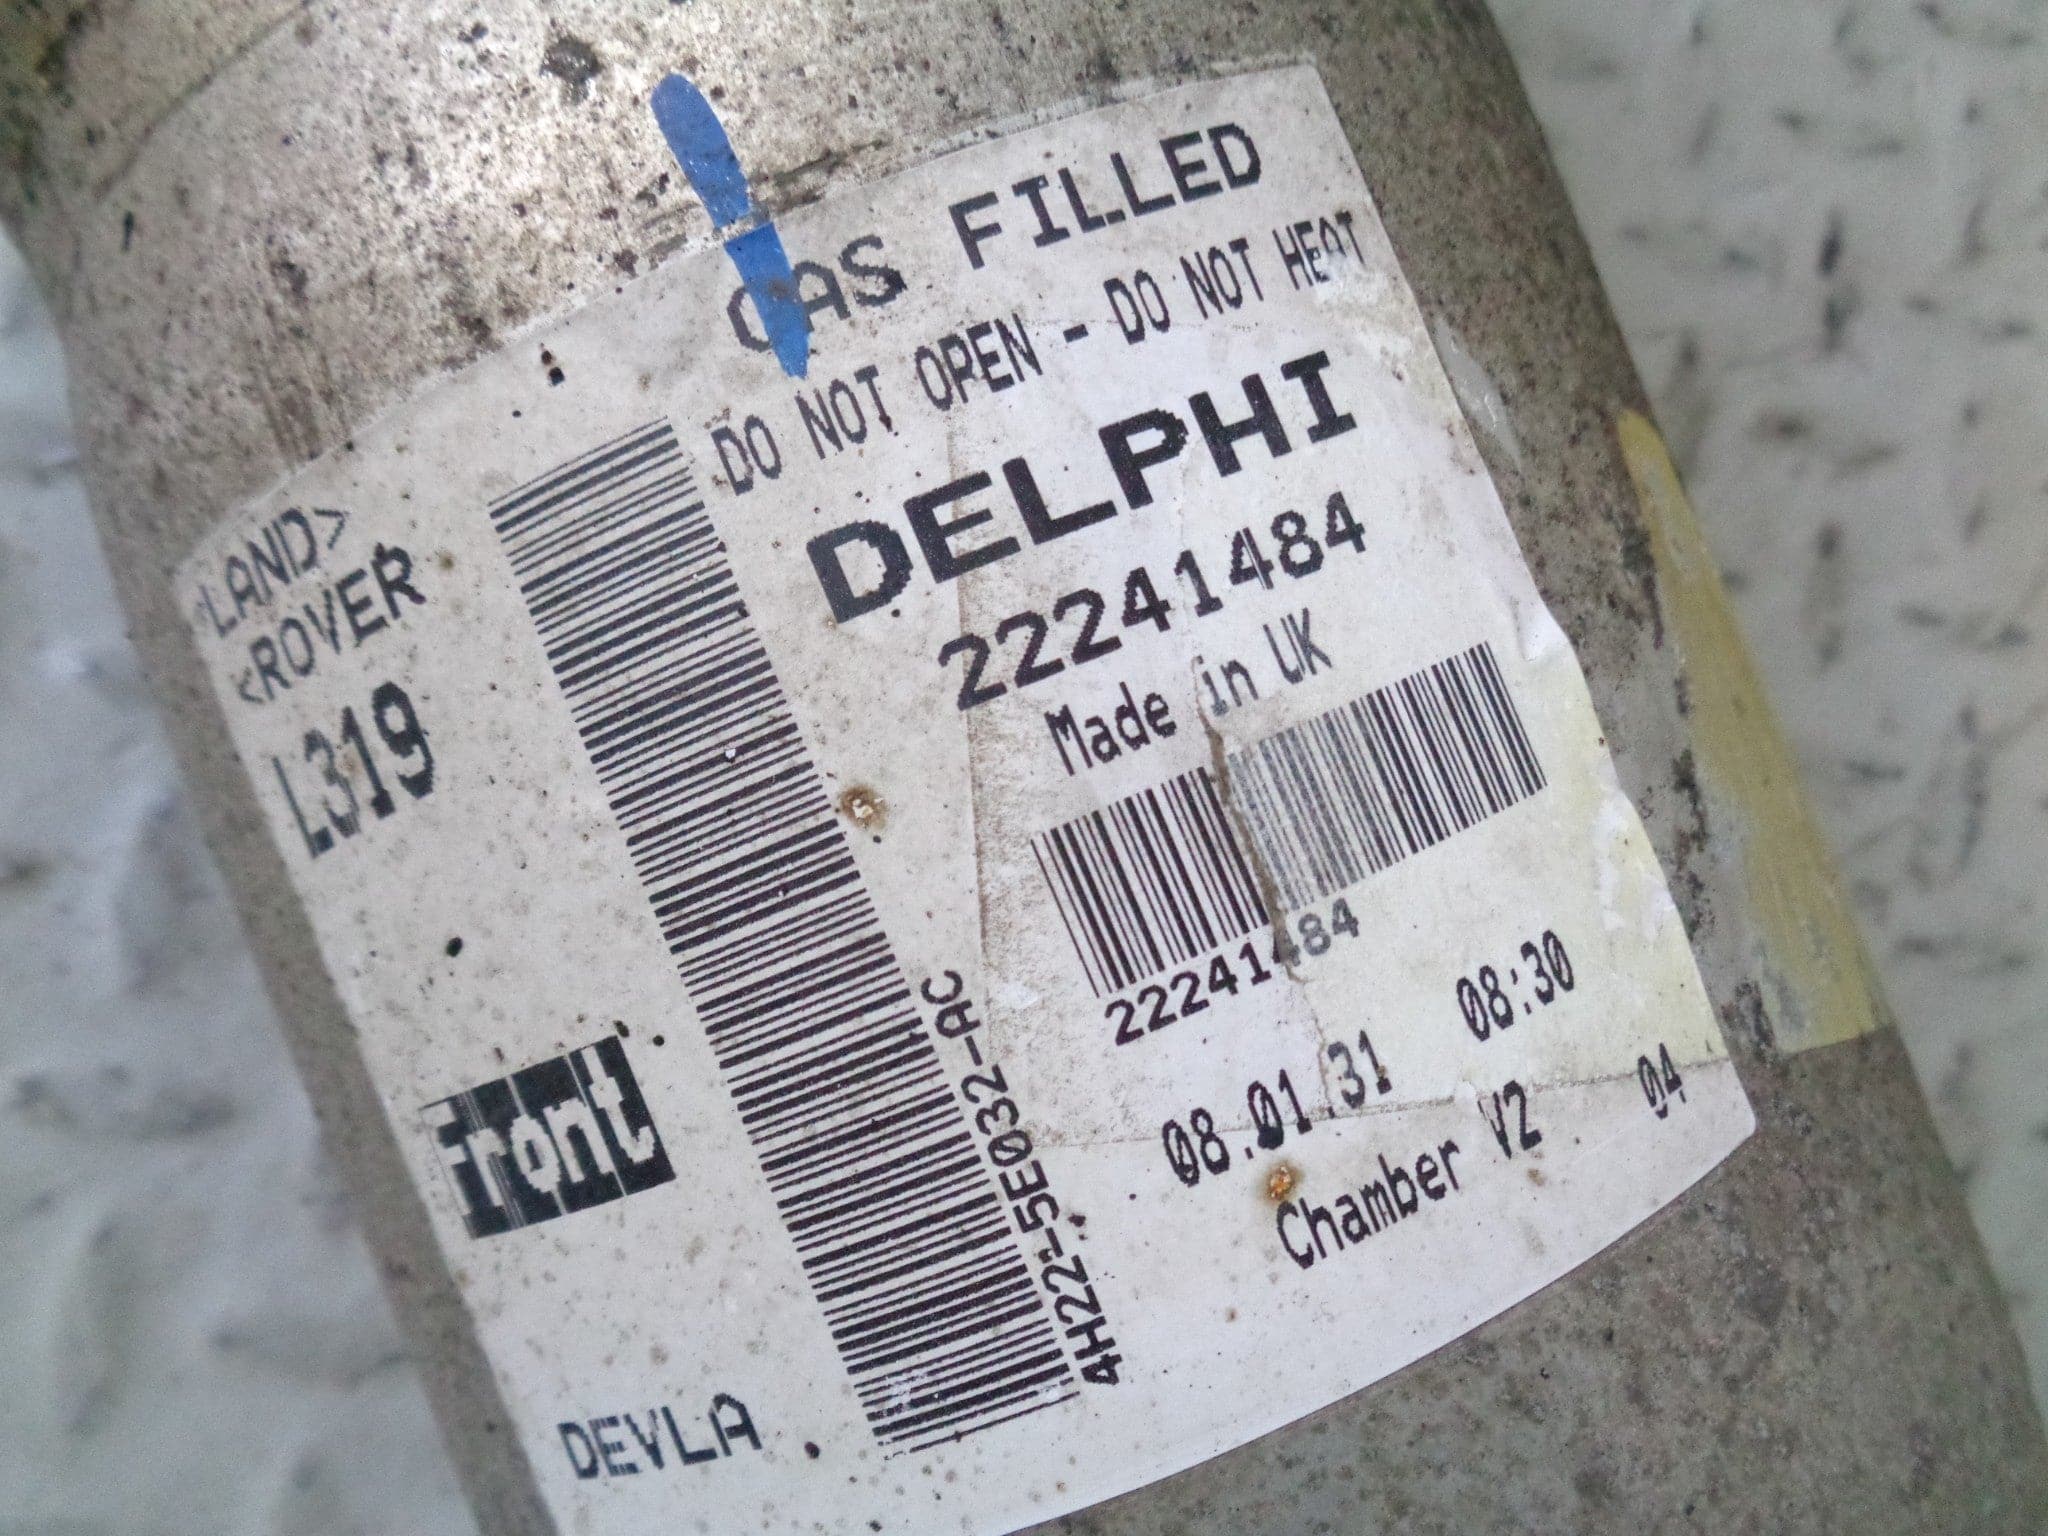 GAS FILLED
DO NOT OPEN - DO NOT HEAT
DELPHI
22241484
Made in UK
22241484
08.01.31 08:30
Chamber V2 04
<LAND>
<ROVER
L319
Front
DEVLA
4H22-5E032-AC